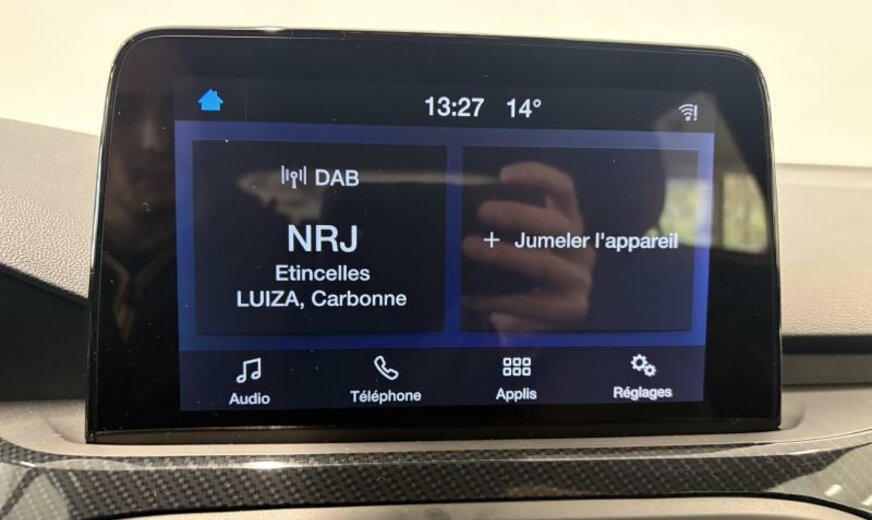 13:27 14°
DAB
NRJ
Etincelles
LUIZA, Carbonne
+ Jumeler l'appareil
Audio
Téléphone
Applis
Réglages